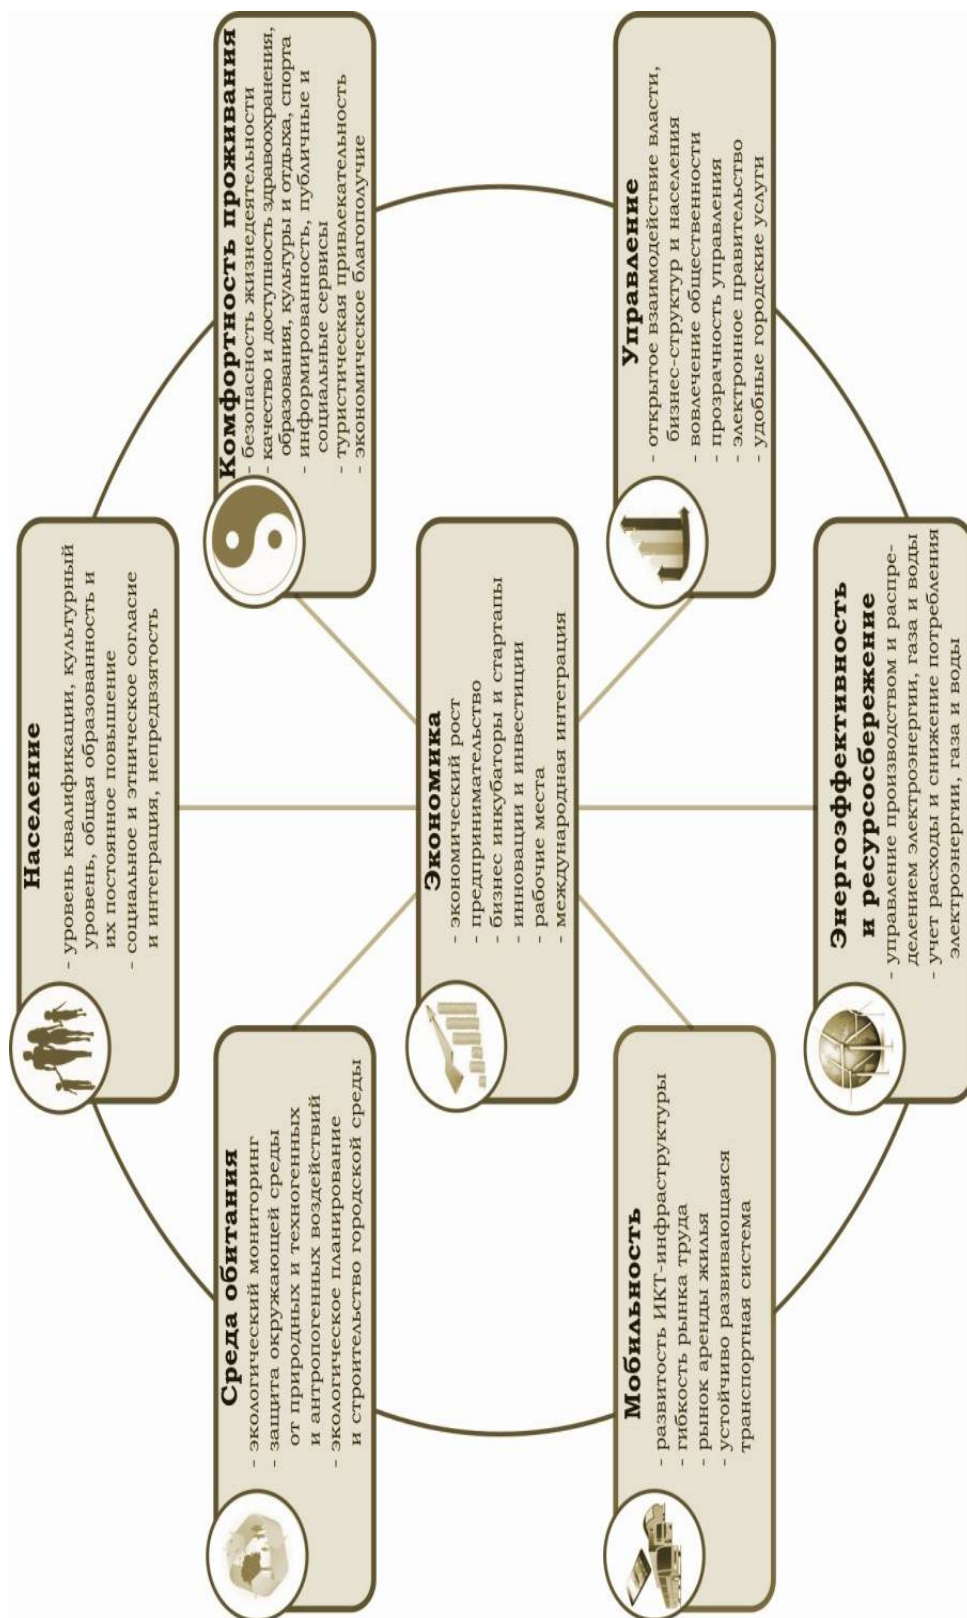 Население
- уровень квалификации, культурный
уровень, общая образованность и
их постоянное повышение
- социальное и этническое согласие
и интеграция, непредвзятость
Среда обитания
- экологический мониторинг
- защита окружающей среды
от природных и техногенных
и антропогенных воздействий
- экологическое планирование
и строительство городской среды
Комфортность проживания
- безопасность жизнедеятельности
- качество и доступность здравоохранения,
образования, культуры и отдыха, спорта
- информированность, публичные и
социальные сервисы
- туристическая привлекательность
- экономическое благополучие
Экономика
- экономический рост
- предпринимательство
- бизнес инкубаторы и стартапы
- инновации и инвестиции
- рабочие места
- международная интеграция
Мобильность
- развитость ИКТ-инфраструктуры
- гибкость рынка труда
- рынок аренды жилья
- устойчиво развивающаяся
транспортная система
Управление
- открытое взаимодействие власти,
бизнес-структур и населения
- вовлечение общественности
- прозрачность управления
- электронное правительство
- удобные городские услуги
Энергоэффективность
и ресурсосбережение
- управление производством и распре-
делением электроэнергии, газа и воды
- учет расходы и снижение потребления
электроэнергии, газа и воды